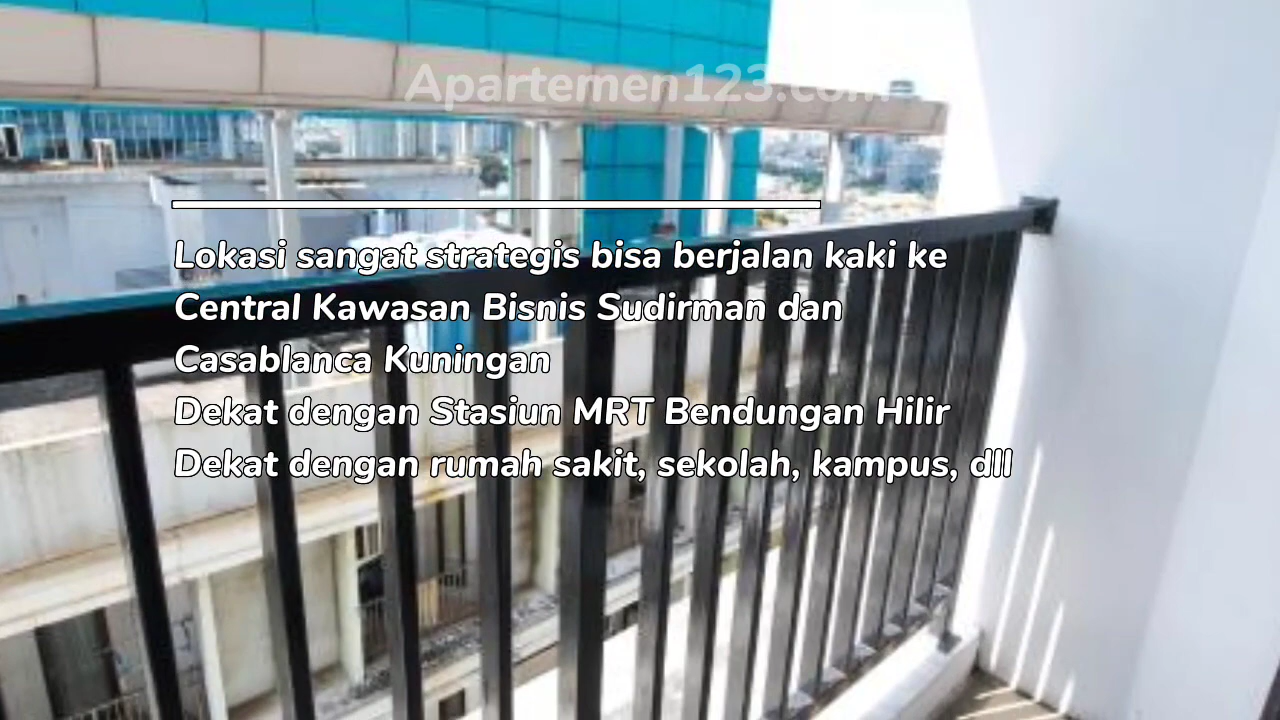 Apartemen123.com
Lokasi sangat strategis bisa berjalan kaki ke
Central Kawasan Bisnis Sudirman dan
Casablanca Kuningan
Dekat dengan Stasiun MRT Bendungan Hilir
Dekat dengan rumah sakit, sekolah, kampus, dll